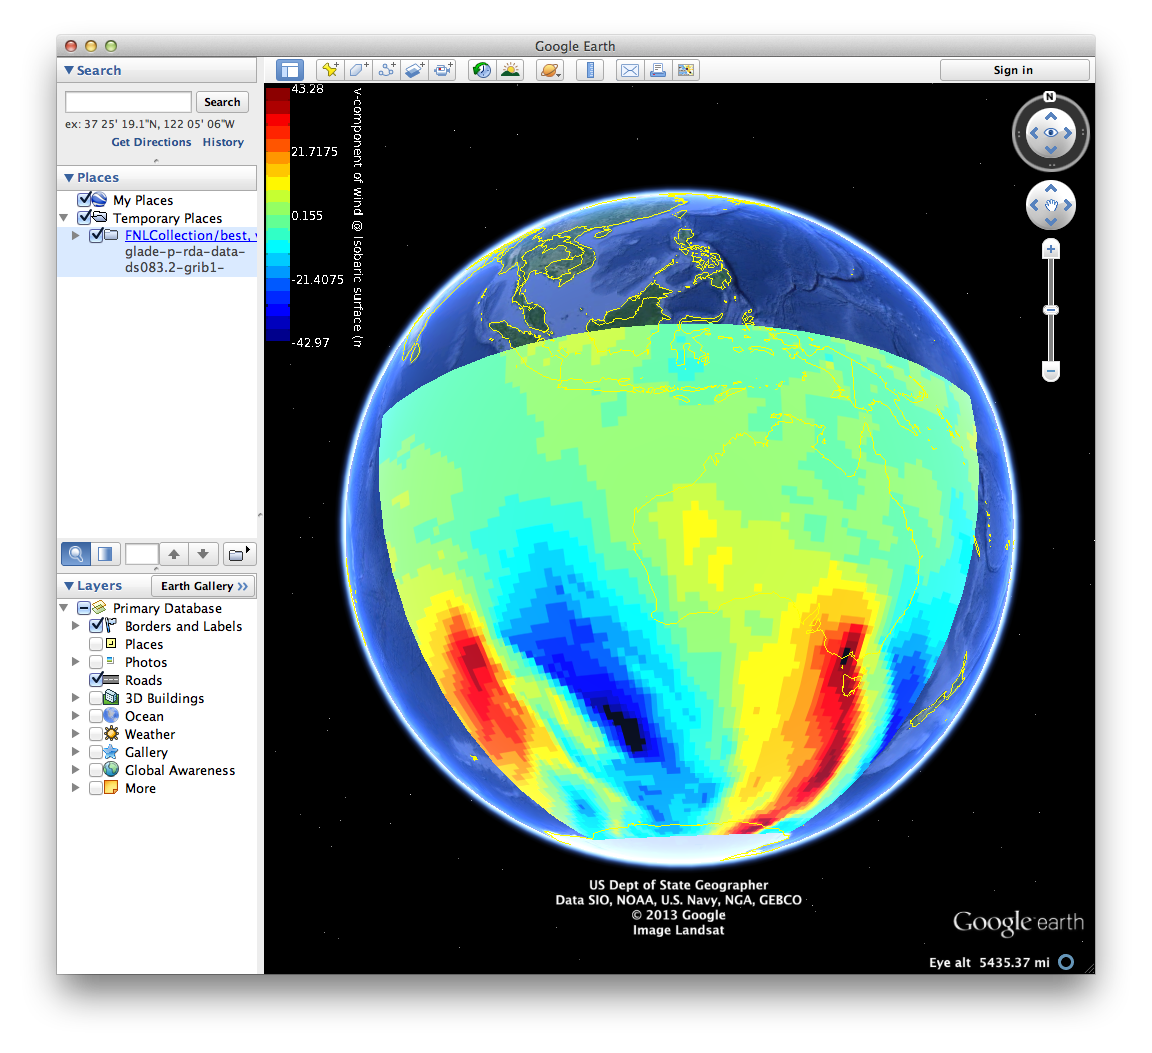 Google Earth
Search
Search
ex: 37 25' 19.1"N, 122 05' 06"W
Get Directions
History
Places
My Places
Temporary Places
FNLCollection/best,
glade-p-rda-data-
ds083.2-grib1-
Layers
Earth Gallery >>
Primary Database
Borders and Labels
Places
Photos
Roads
3D Buildings
Ocean
Weather
Gallery
Global Awareness
More
Sign in
43.28
21.7175
0.155
-21.4075
-42.97
v-component of wind @ Isobaric surface (m
N
US Dept of State Geographer
Data SIO, NOAA, U.S. Navy, NGA, GEBCO
© 2013 Google
Image Landsat
Google earth
Eye alt 5435.37 mi